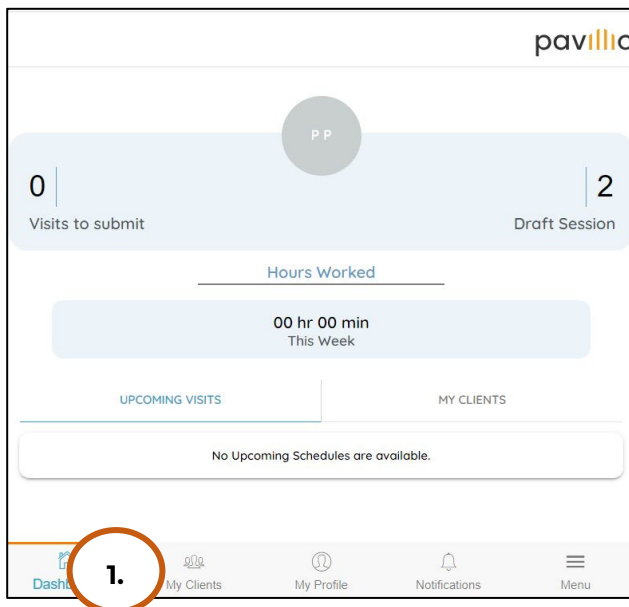 pavillio
P P
0
2
Visits to submit
Draft Session
Hours Worked
00 hr 00 min
This Week
UPCOMING VISITS
MY CLIENTS
No Upcoming Schedules are available.
1.
My Clients
My Profile
Notifications
Menu